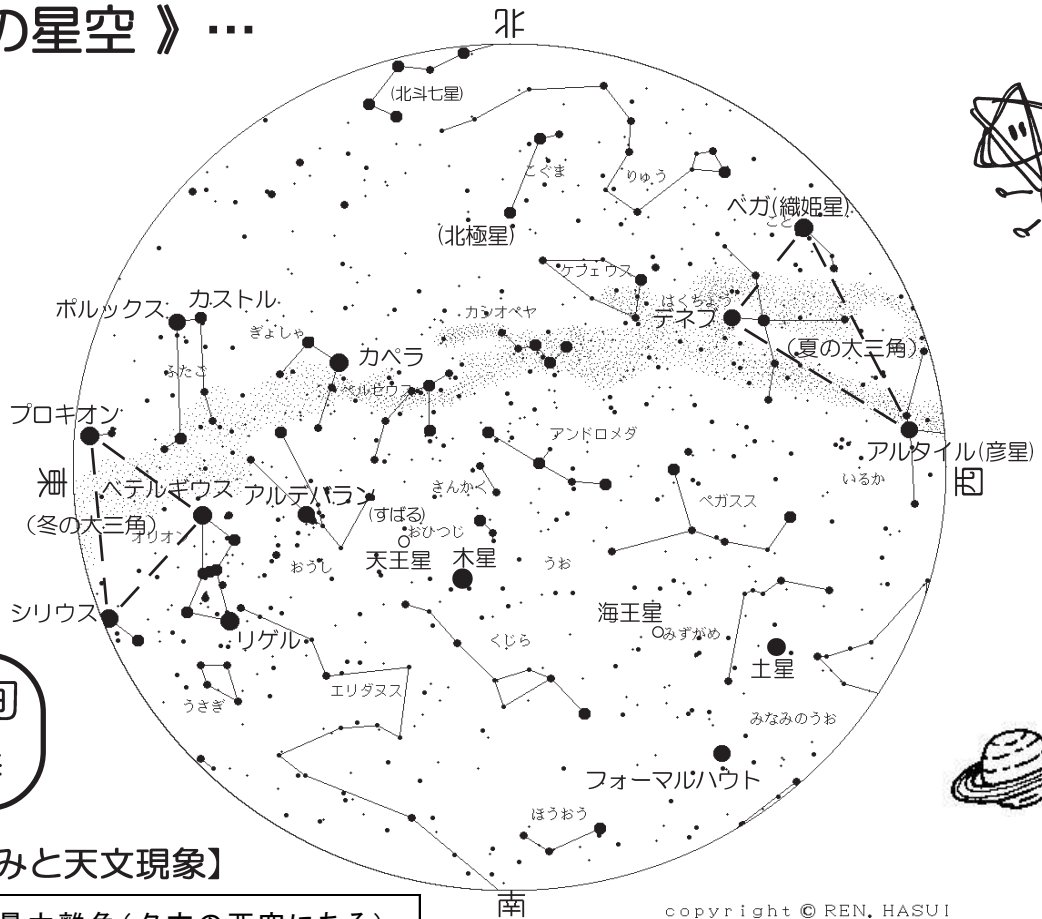 の星空 》…
北
(北斗七星)
こぐま
りゅう
(北極星)
ベガ(織姫星)
こと
ケフェウス
はくちょう
デネブ
カシオペヤ
ポルックス
カストル
ぎょしゃ
カペラ
ふたご
ペルセウス
(夏の大三角)
プロキオン
アンドロメダ
アルタイル(彦星)
いるか
東
西
ベテルギウス
アルデバラン
さんかく
ペガスス
(すばる)
(冬の大三角)
オリオン
おひつじ
おうし
天王星
木星
うお
シリウス
リゲル
海王星
みずがめ
くじら
土星
エリダヌス
うさぎ
みなみのうお
フォーマルハウト
ほうおう
みと天文現象】
南
copyright © REN. HASUI